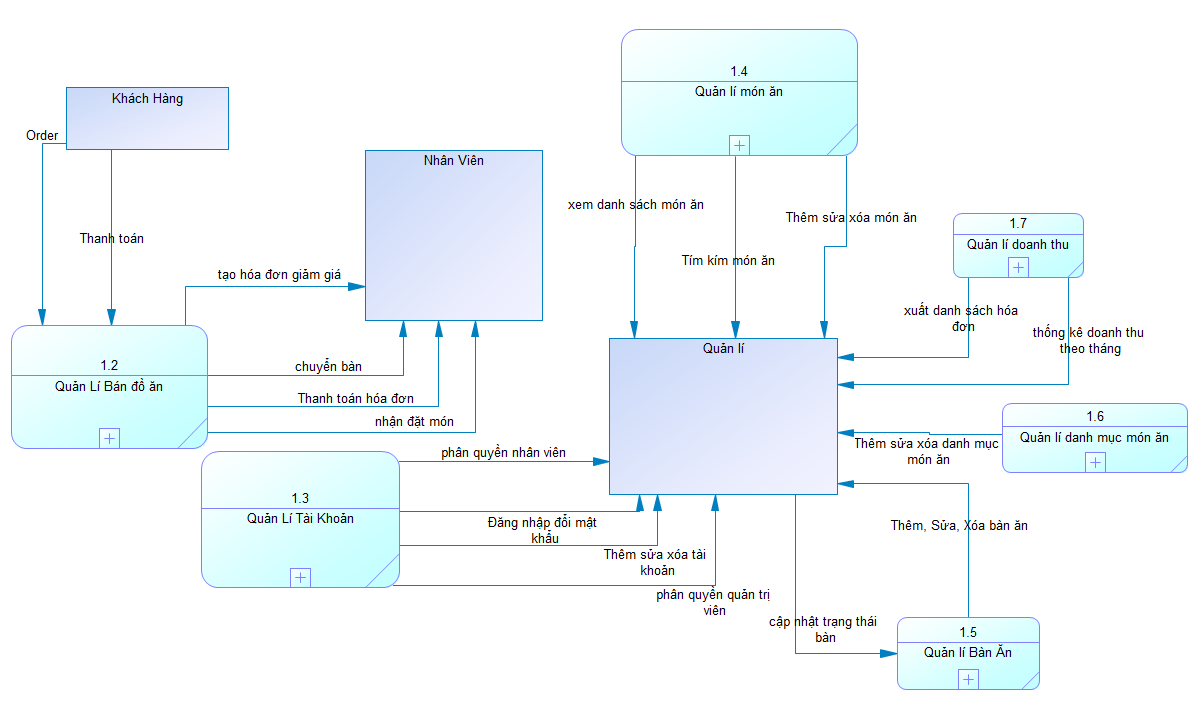 1.4
Quản lí món ăn
Khách Hàng
Order
Nhân Viên
xem danh sách món ăn
Thêm sửa xóa món ăn
1.7
Quản lí doanh thu
Thanh toán
Tím kím món ăn
tạo hóa đơn giảm giá
xuất danh sách hóa
đơn
thống kê doanh thu
theo tháng
Quản lí
1.2
Quản Lí Bán đồ ăn
chuyển bàn
Thanh toán hóa đơn
nhận đặt món
1.6
Quản lí danh mục món ăn
Thêm sửa xóa danh mục
món ăn
phân quyền nhân viên
1.3
Quản Lí Tài Khoản
Đăng nhập đổi mật
khẩu
Thêm sửa xóa tài
khoản
phân quyền quản trị
viên
Thêm, Sửa, Xóa bàn ăn
cập nhật trạng thái
bàn
1.5
Quản lí Bàn Ăn